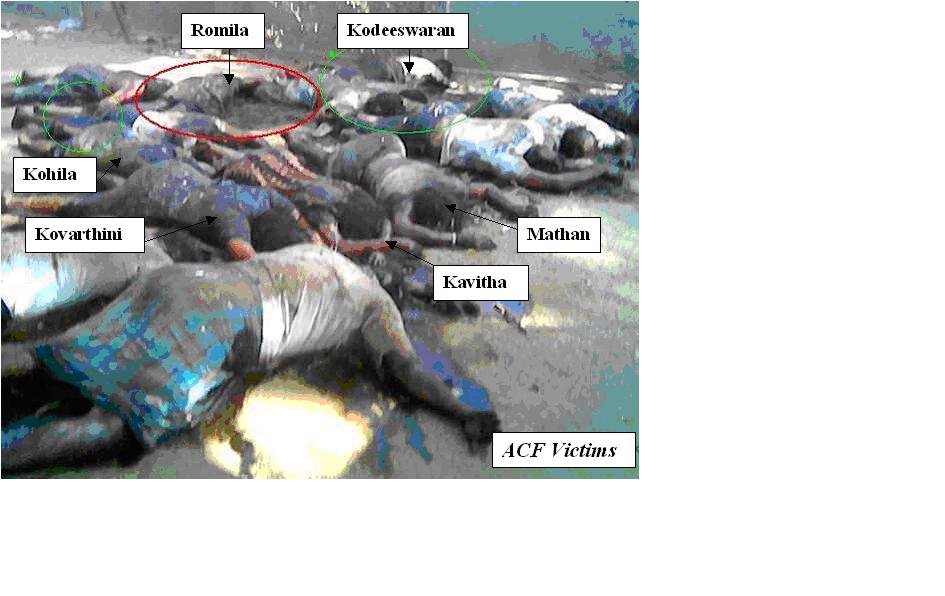 Romila
Kodeeswaran
Kohila
Kovarthini
Mathan
Kavitha
ACF Victims